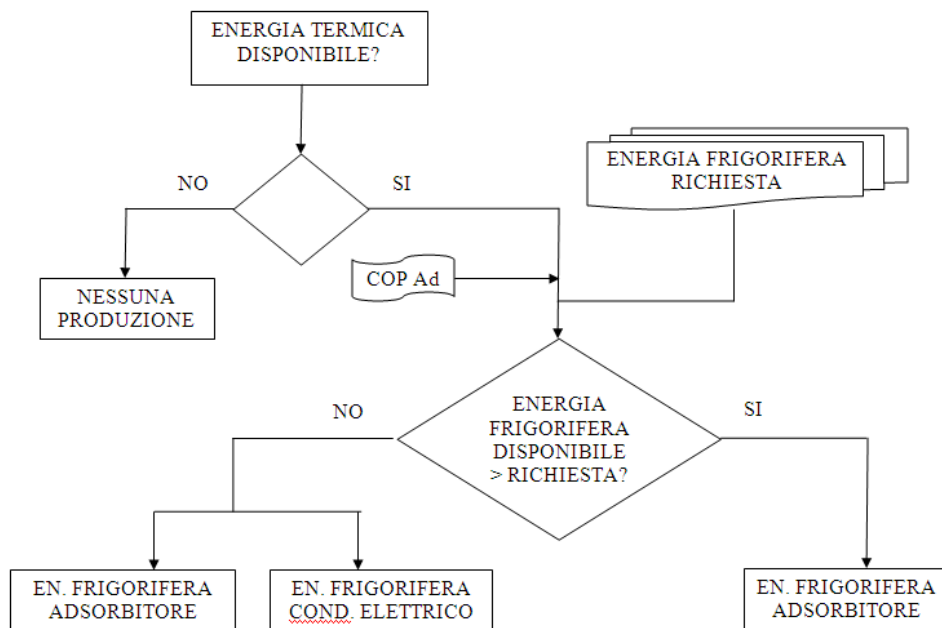 ENERGIA TERMICA
DISPONIBILE?
ENERGIA FRIGORIFERA
RICHIESTA
NO
SI
COP Ad
NESSUNA
PRODUZIONE
NO
SI
ENERGIA
FRIGORIFERA
DISPONIBILE
> RICHIESTA?
EN. FRIGORIFERA
ADSORBITORE
EN. FRIGORIFERA
COND. ELETTRICO
EN. FRIGORIFERA
ADSORBITORE